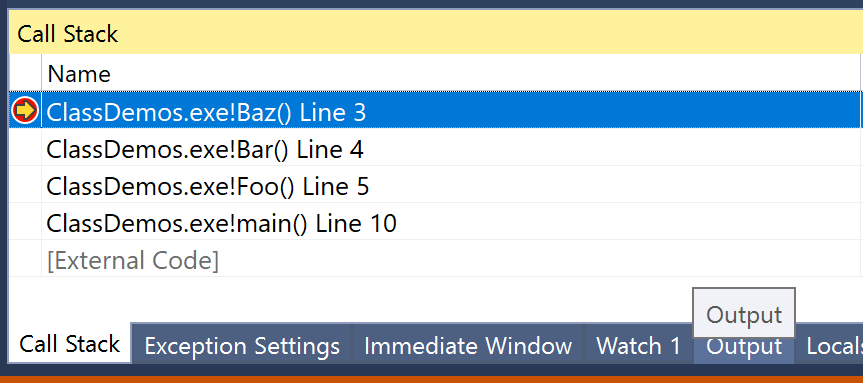 Call Stack
Name
ClassDemos.exe!Baz() Line 3
ClassDemos.exe!Bar() Line 4
ClassDemos.exe!Foo() Line 5
ClassDemos.exe!main() Line 10
[External Code]
Output
Call Stack Exception Settings Immediate Window Watch 1 Output Locals